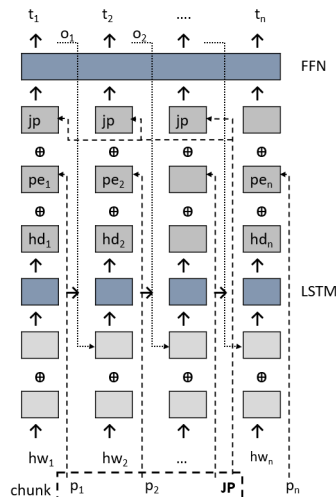 t1 t2 .... tn
o1 o2
FFN
jp jp jp
pe1 pe2 pen
hd1 hd2 hdn
LSTM
hw1 hw2 ... hwn
chunk p1 p2 JP pn